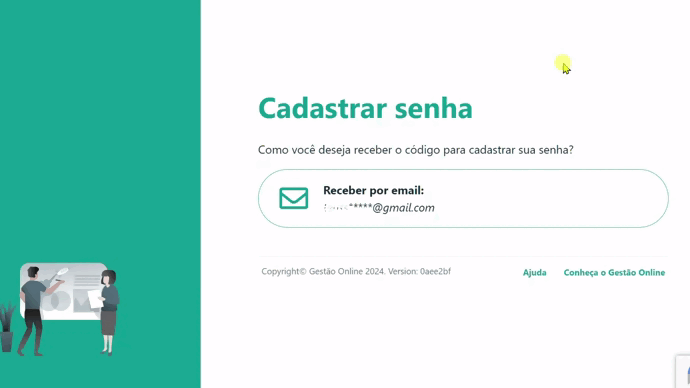 Cadastrar senha
Como você deseja receber o código para cadastrar sua senha?
Receber por email:
****@gmail.com
Copyright© Gestão Online 2024. Version: 0aee2bf
Ajuda
Conheça o Gestão Online